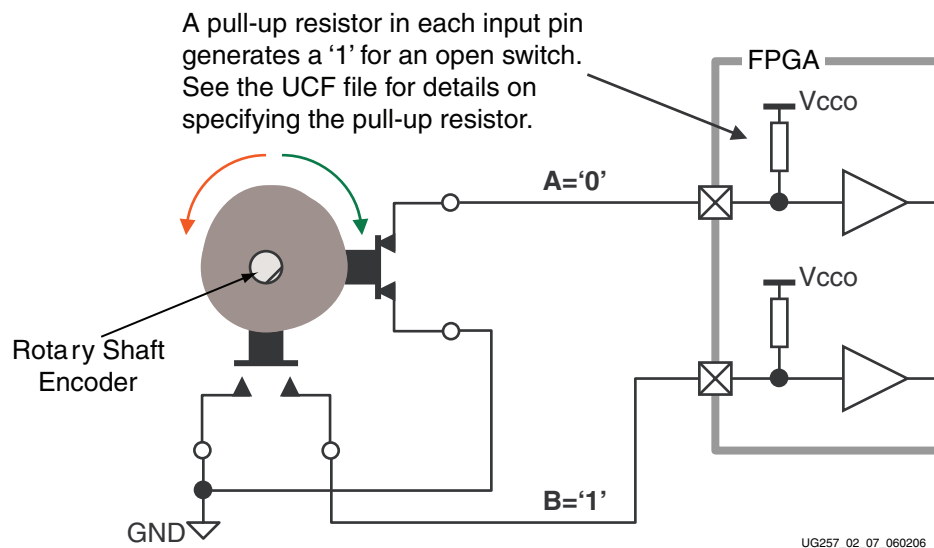 A pull-up resistor in each input pin
generates a ‘1’ for an open switch.
See the UCF file for details on
specifying the pull-up resistor.
FPGA
Vcco
A=‘0’
Vcco
Rotary Shaft
Encoder
B=‘1’
GND
UG257_02_07_060206